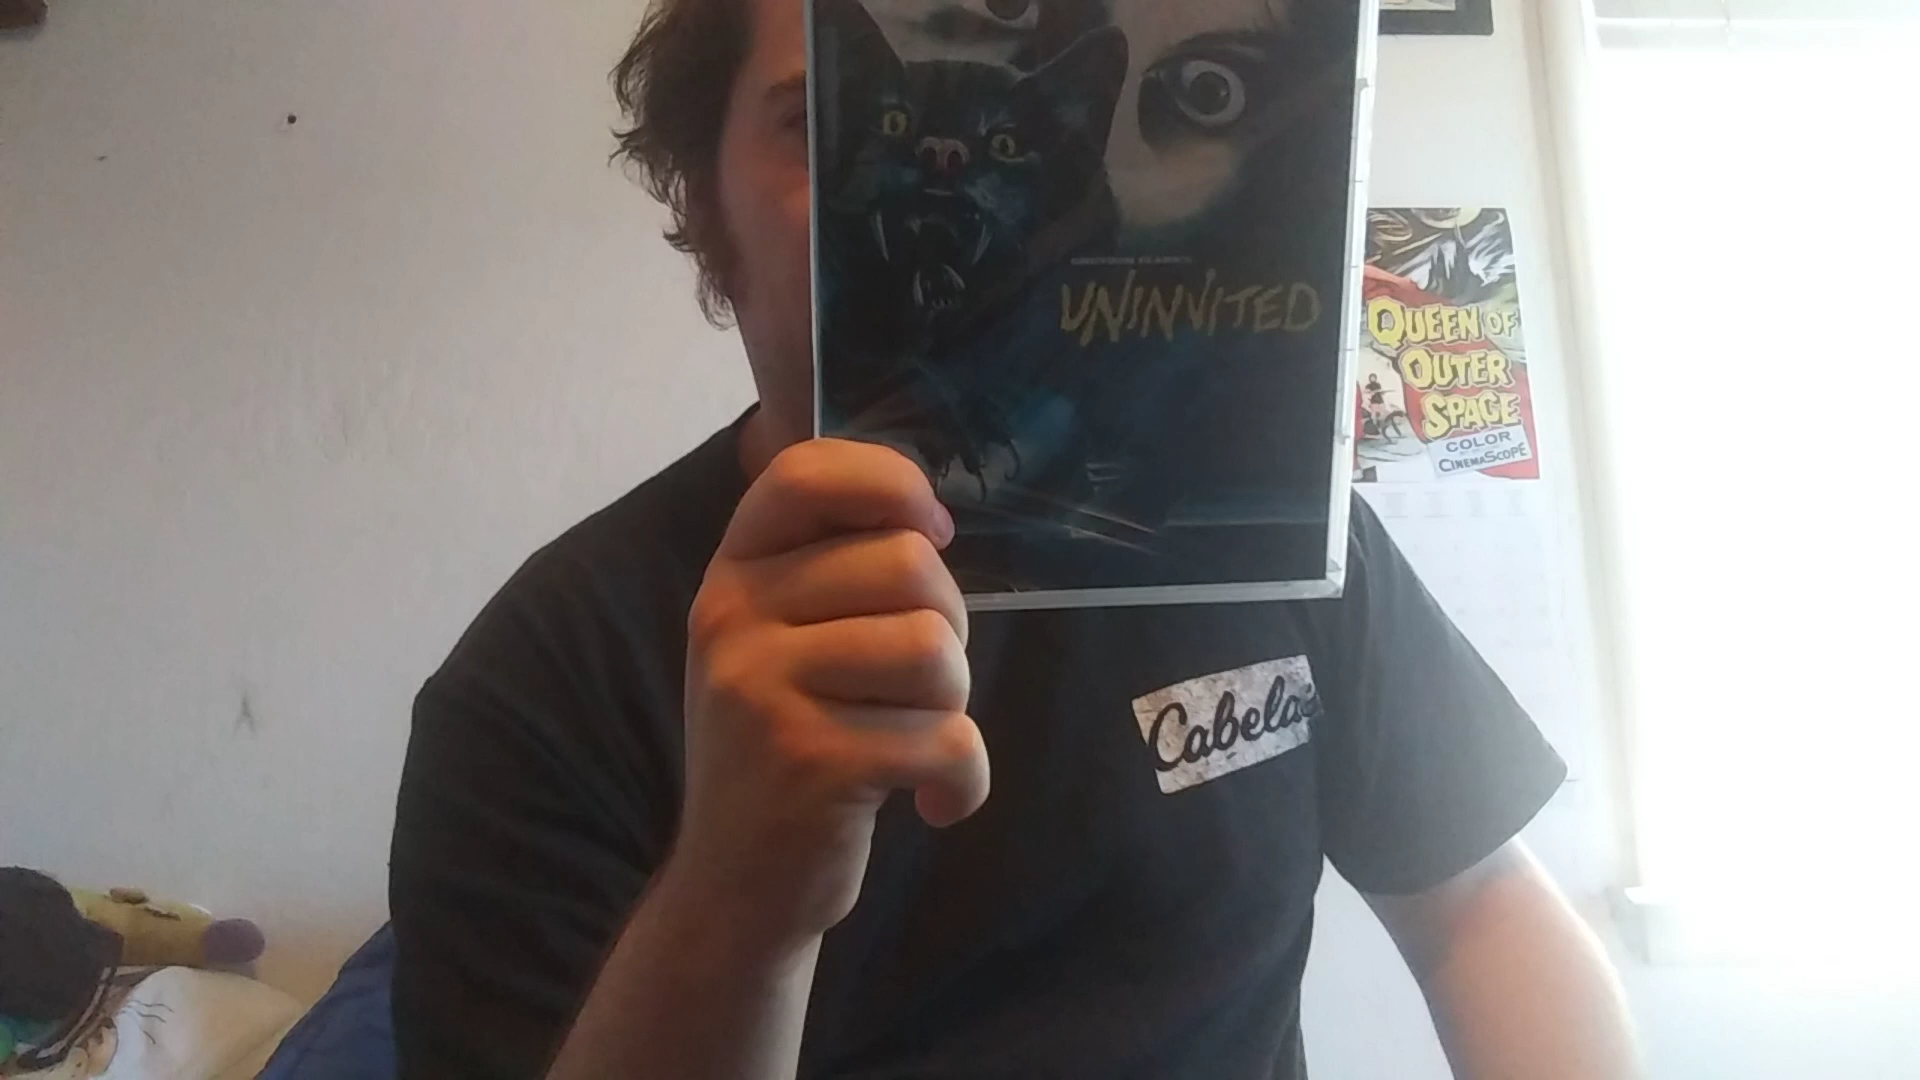 UNINVITED
QUEEN OF
OUTER
SPACE
COLOR
CINEMASCOPE
Cabela's